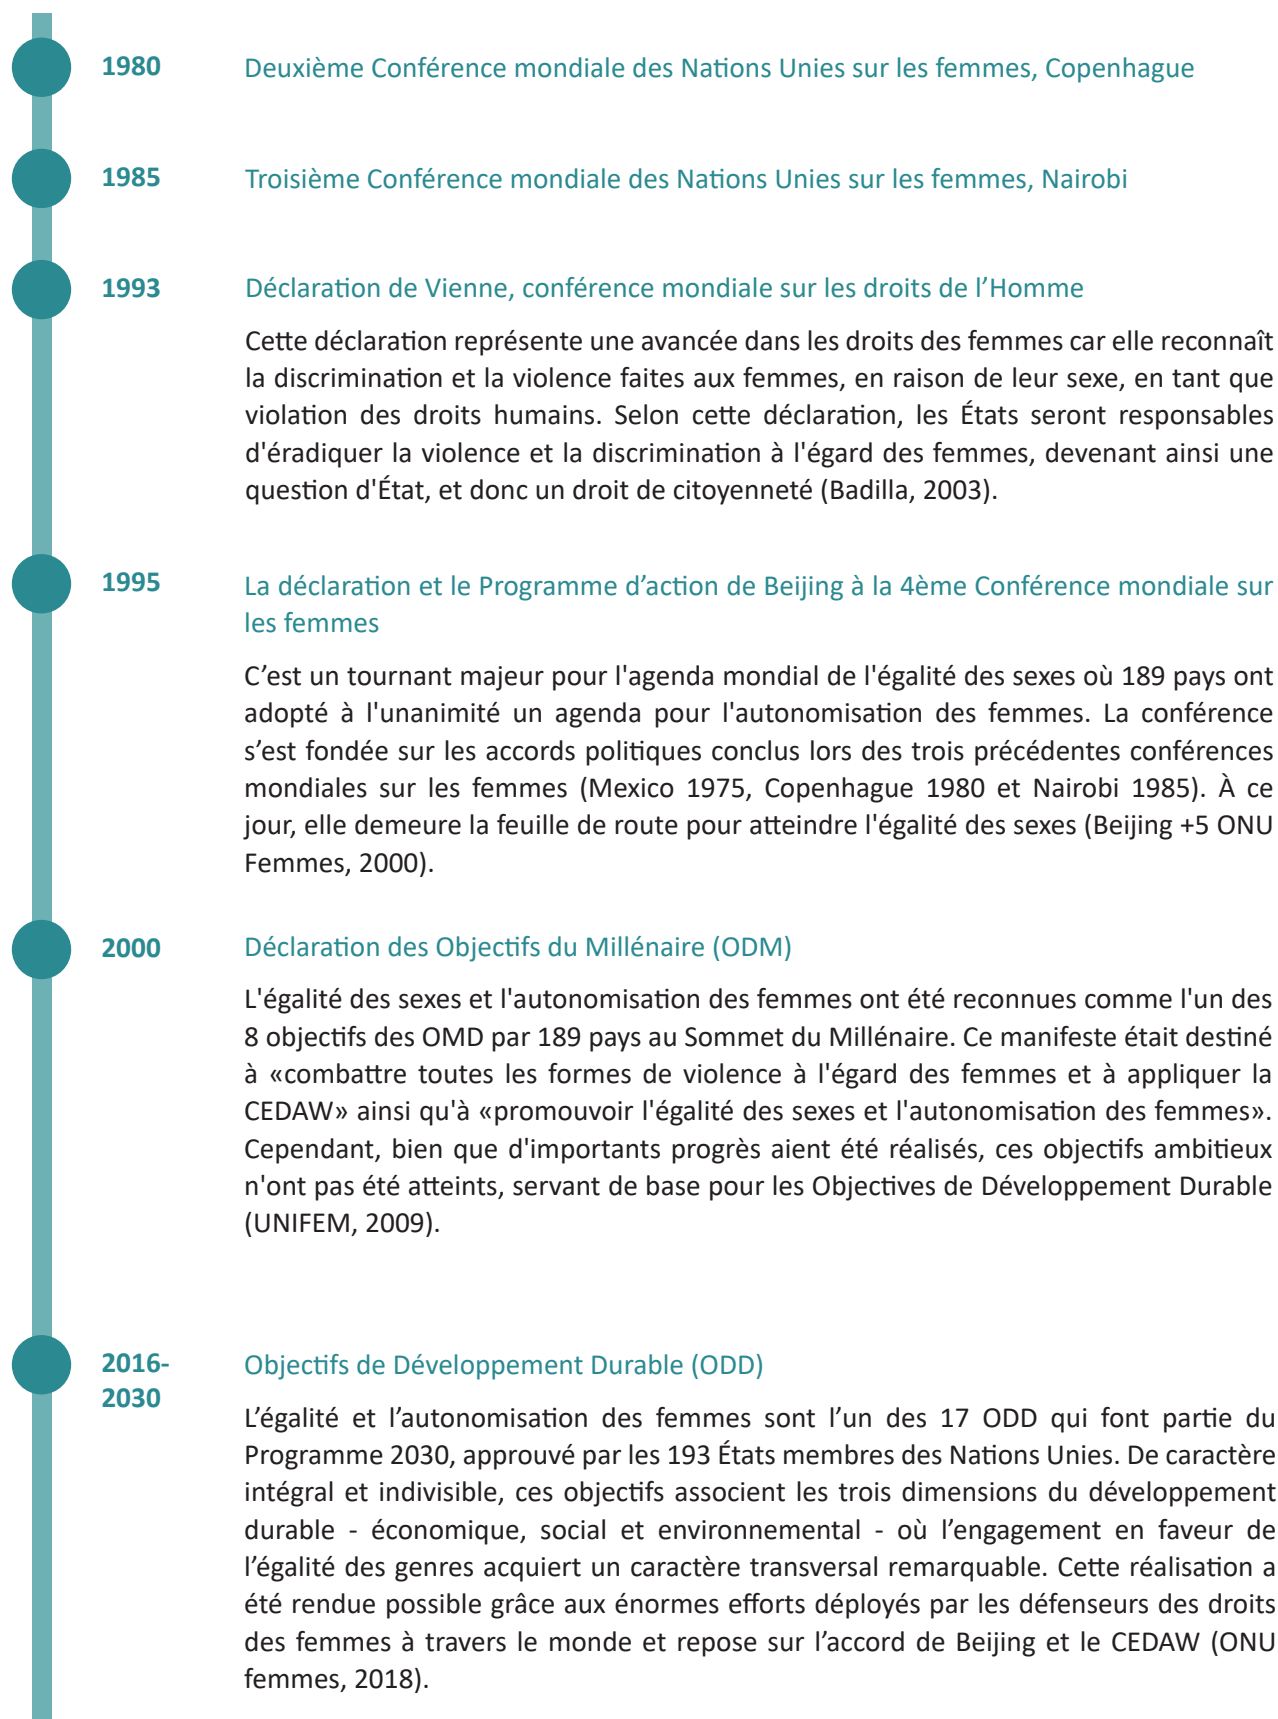 1980
Deuxième Conférence mondiale des Nations Unies sur les femmes, Copenhague
1985
Troisième Conférence mondiale des Nations Unies sur les femmes, Nairobi
1993
Déclaration de Vienne, conférence mondiale sur les droits de l’Homme
Cette déclaration représente une avancée dans les droits des femmes car elle reconnaît
la discrimination et la violence faites aux femmes, en raison de leur sexe, en tant que
violation des droits humains. Selon cette déclaration, les États seront responsables
d'éradiquer la violence et la discrimination à l'égard des femmes, devenant ainsi une
question d'État, et donc un droit de citoyenneté (Badilla, 2003).
1995
La déclaration et le Programme d’action de Beijing à la 4ème Conférence mondiale sur
les femmes
C’est un tournant majeur pour l'agenda mondial de l'égalité des sexes où 189 pays ont
adopté à l'unanimité un agenda pour l'autonomisation des femmes. La conférence
s’est fondée sur les accords politiques conclus lors des trois précédentes conférences
mondiales sur les femmes (Mexico 1975, Copenhague 1980 et Nairobi 1985). À ce
jour, elle demeure la feuille de route pour atteindre l'égalité des sexes (Beijing +5 ONU
Femmes, 2000).
2000
Déclaration des Objectifs du Millénaire (ODM)
L'égalité des sexes et l'autonomisation des femmes ont été reconnues comme l'un des
8 objectifs des OMD par 189 pays au Sommet du Millénaire. Ce manifeste était destiné
à «combattre toutes les formes de violence à l'égard des femmes et à appliquer la
CEDAW» ainsi qu'à «promouvoir l'égalité des sexes et l'autonomisation des femmes».
Cependant, bien que d'importants progrès aient été réalisés, ces objectifs ambitieux
n'ont pas été atteints, servant de base pour les Objectives de Développement Durable
(UNIFEM, 2009).
2016-
2030
Objectifs de Développement Durable (ODD)
L’égalité et l’autonomisation des femmes sont l’un des 17 ODD qui font partie du
Programme 2030, approuvé par les 193 États membres des Nations Unies. De caractère
intégral et indivisible, ces objectifs associent les trois dimensions du développement
durable - économique, social et environnemental - où l’engagement en faveur de
l’égalité des genres acquiert un caractère transversal remarquable. Cette réalisation a
été rendue possible grâce aux énormes efforts déployés par les défenseurs des droits
des femmes à travers le monde et repose sur l’accord de Beijing et le CEDAW (ONU
femmes, 2018).